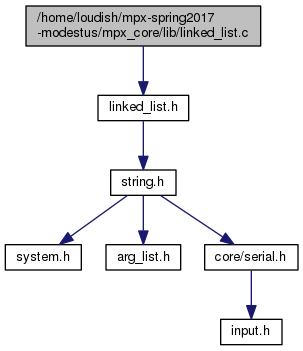 /home/loudish/mpx-spring2017
-modestus/mpx_core/lib/linked_list.c
linked_list.h
string.h
system.h
arg_list.h
core/serial.h
input.h